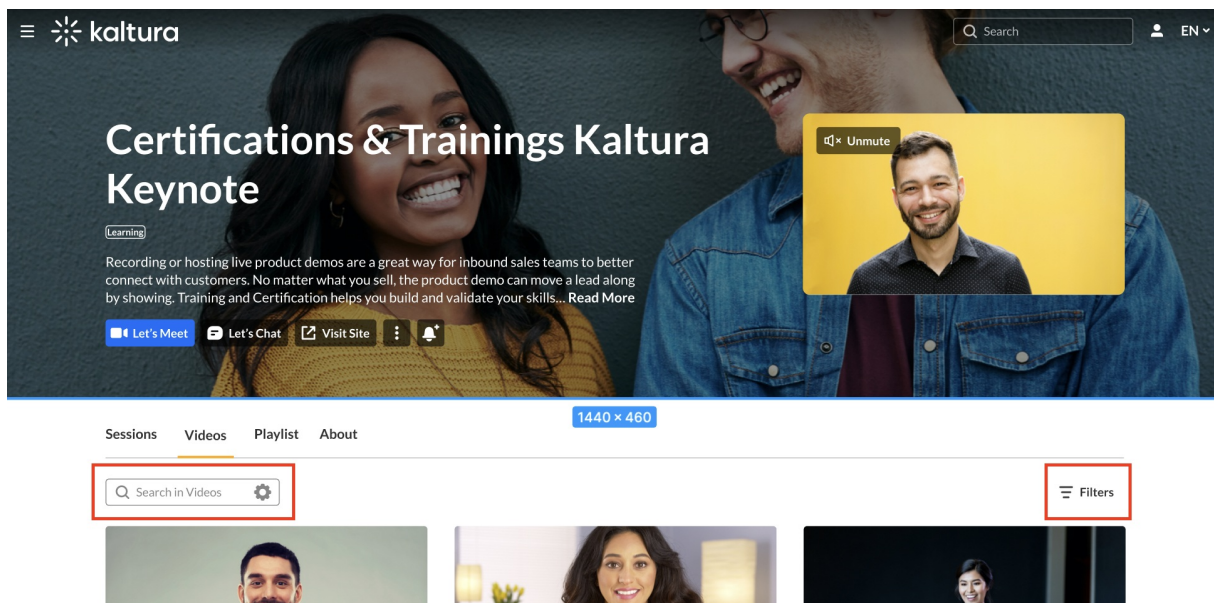 kaltura
Search
EN
Certifications & Trainings Kaltura
Keynote
Unmute
Learning
Recording or hosting live product demos are a great way for inbound sales teams to better
connect with customers. No matter what you sell, the product demo can move a lead along
by showing. Training and Certification helps you build and validate your skills... Read More
Let's Meet
Let's Chat
Visit Site
1440 × 460
Sessions
Videos
Playlist
About
Search in Videos
Filters